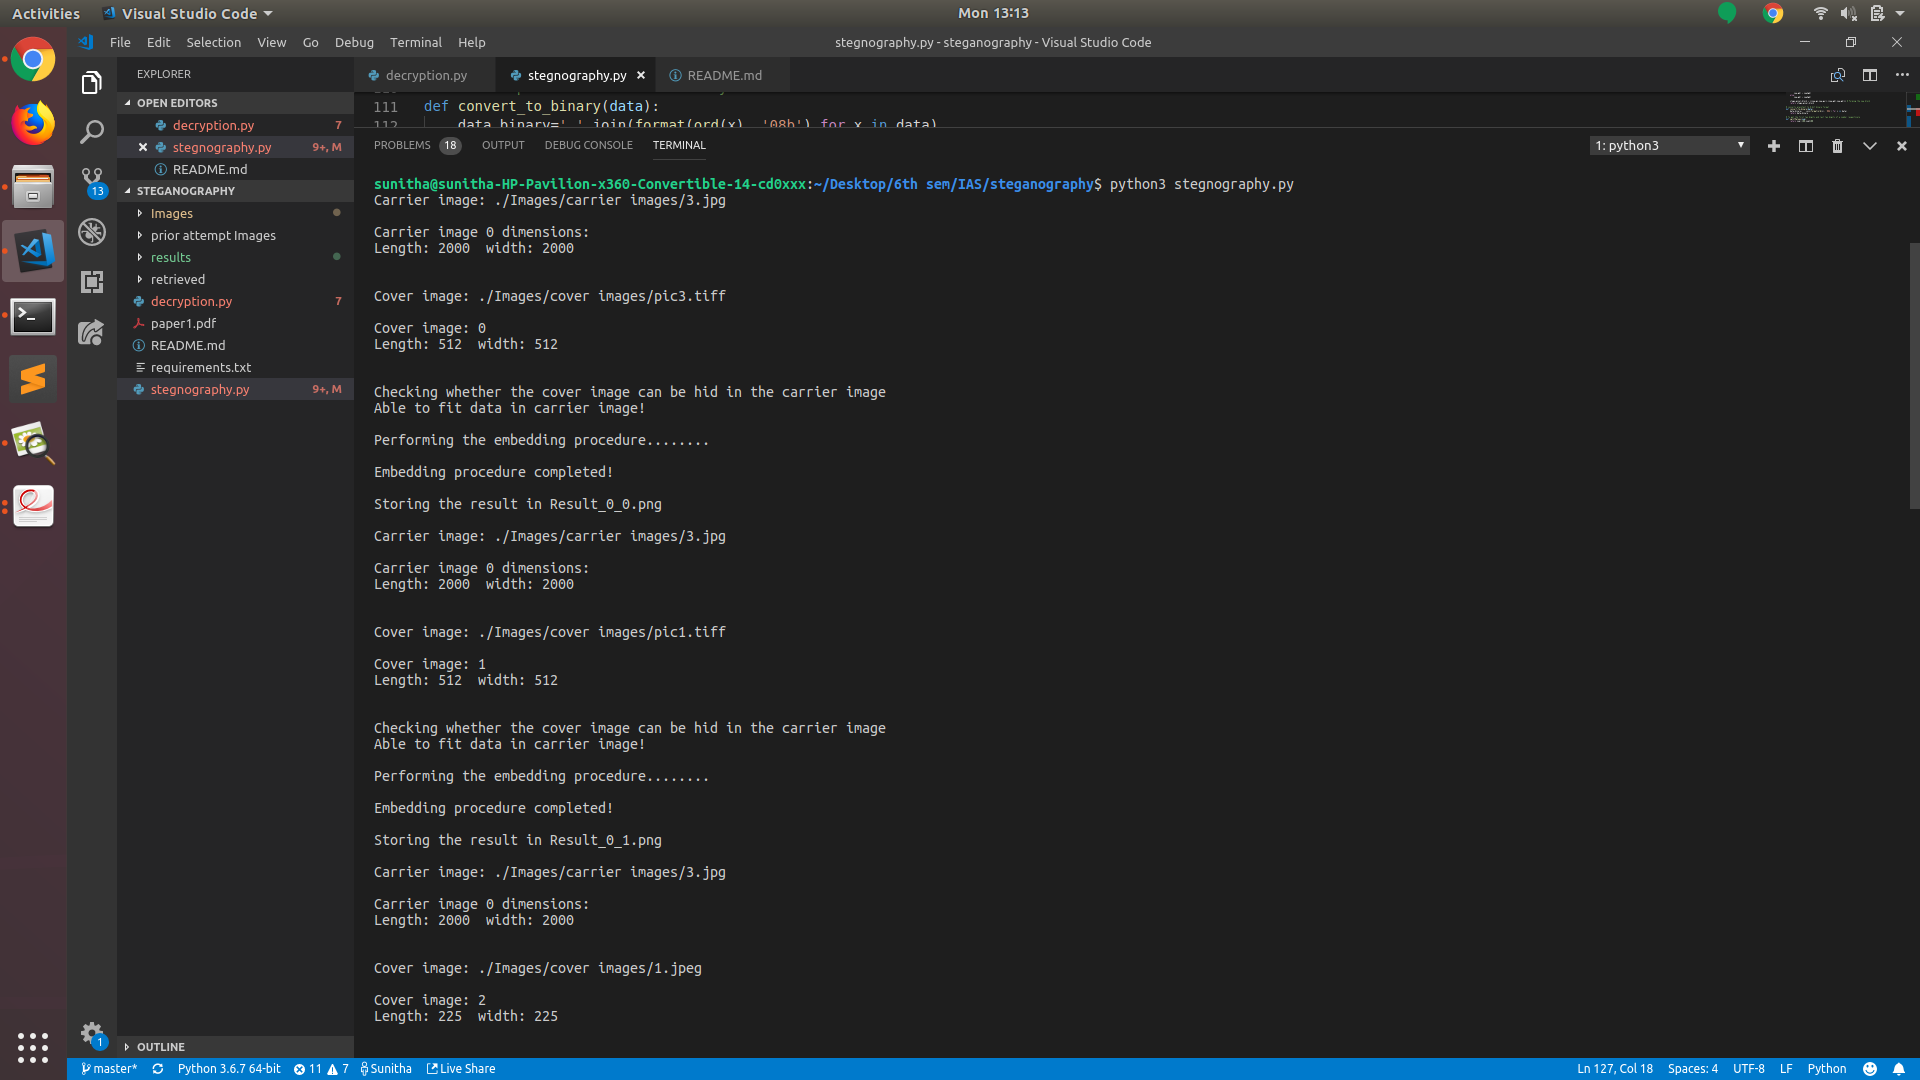 Activities
Visual Studio Code
Mon 13:13
File Edit Selection View Go Debug Terminal Help
stegnography.py - steganography - Visual Studio Code
EXPLORER
OPEN EDITORS
decryption.py 7
stegnography.py 9+, M
README.md
STEGANOGRAPHY
Images
prior attempt Images
results
retrieved
decryption.py 7
paper1.pdf
README.md
requirements.txt
stegnography.py 9+, M
OUTLINE
13
1
decryption.py
stegnography.py
README.md
111 def convert_to_binary(data):
112 data_binary=' '.join(format(ord(x), '08b') for x in data)
PROBLEMS 18 OUTPUT DEBUG CONSOLE TERMINAL
1: python3
sunitha@sunitha-HP-Pavilion-x360-Convertible-14-cd0xxx:~/Desktop/6th sem/IAS/steganography$ python3 stegnography.py
Carrier image: ./Images/carrier images/3.jpg
Carrier image 0 dimensions:
Length: 2000 width: 2000
Cover image: ./Images/cover images/pic3.tiff
Cover image: 0
Length: 512 width: 512
Checking whether the cover image can be hid in the carrier image
Able to fit data in carrier image!
Performing the embedding procedure........
Embedding procedure completed!
Storing the result in Result_0_0.png
Carrier image: ./Images/carrier images/3.jpg
Carrier image 0 dimensions:
Length: 2000 width: 2000
Cover image: ./Images/cover images/pic1.tiff
Cover image: 1
Length: 512 width: 512
Checking whether the cover image can be hid in the carrier image
Able to fit data in carrier image!
Performing the embedding procedure........
Embedding procedure completed!
Storing the result in Result_0_1.png
Carrier image: ./Images/carrier images/3.jpg
Carrier image 0 dimensions:
Length: 2000 width: 2000
Cover image: ./Images/cover images/1.jpeg
Cover image: 2
Length: 225 width: 225
master* Python 3.6.7 64-bit 11 7 Sunitha Live Share
Ln 127, Col 18 Spaces: 4 UTF-8 LF Python